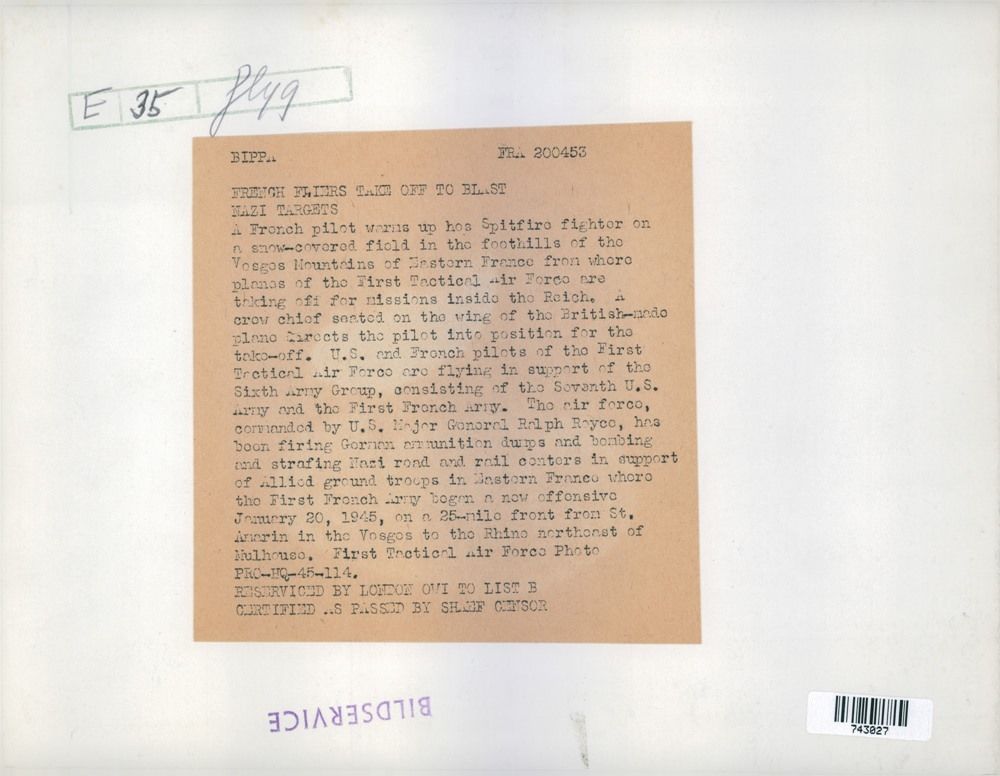 E 35 flyg
BIPPA FRA 200453
FRENCH FLIERS TAKE OFF TO BLAST
NAZI TARGETS
A French pilot warms up hos Spitfire fighter on
a snow-covered field in the foothills of the
Vosges Mountains of Eastern France from where
planes of the First Tactical Air Force are
taking off for missions inside the Reich. A
crew chief seated on the wing of the British-made
plane directs the pilot into position for the
take-off. U.S. and French pilots of the First
Tactical Air Force are flying in support of the
Sixth Army Group, consisting of the Seventh U.S.
Army and the First French Army. The air force,
commanded by U.S. Major General Ralph Royce, has
been firing German ammunition dumps and bombing
and strafing Nazi road and rail centers in support
of Allied ground troops in Eastern France where
the First French Army began a new offensive
January 20, 1945, on a 25-mile front from St.
Amarin in the Vosges to the Rhine northeast of
Mulhouse. First Tactical Air Force Photo
PRO-HQ-45-114.
RESERVICED BY LONDON OWI TO LIST B
CERTIFIED AS PASSED BY SHAEF CENSOR
BILDSERVICE
743027